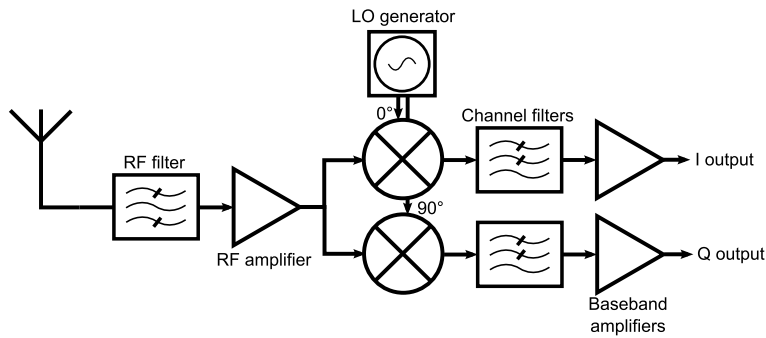 LO generator
0°
Channel filters
I output
RF filter
90°
RF amplifier
Q output
Baseband
amplifiers